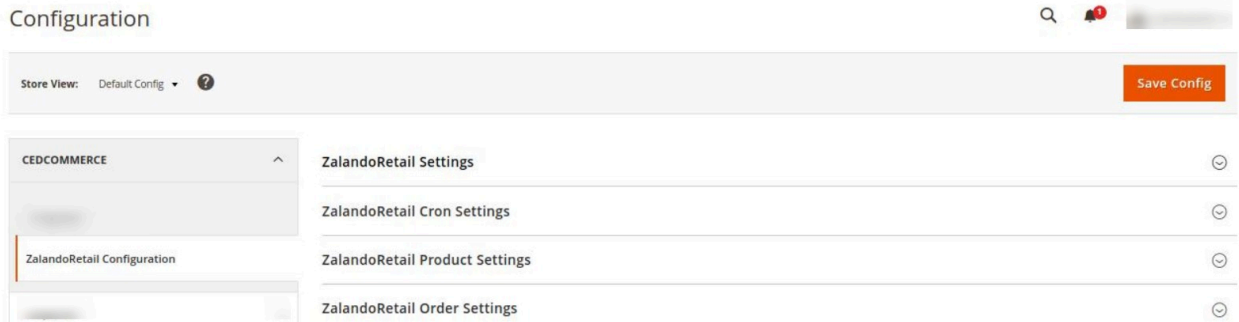 Configuration
1
Store View: Default Config ?
Save Config
CEDCOMMERCE
ZalandoRetail Configuration
ZalandoRetail Settings
ZalandoRetail Cron Settings
ZalandoRetail Product Settings
ZalandoRetail Order Settings